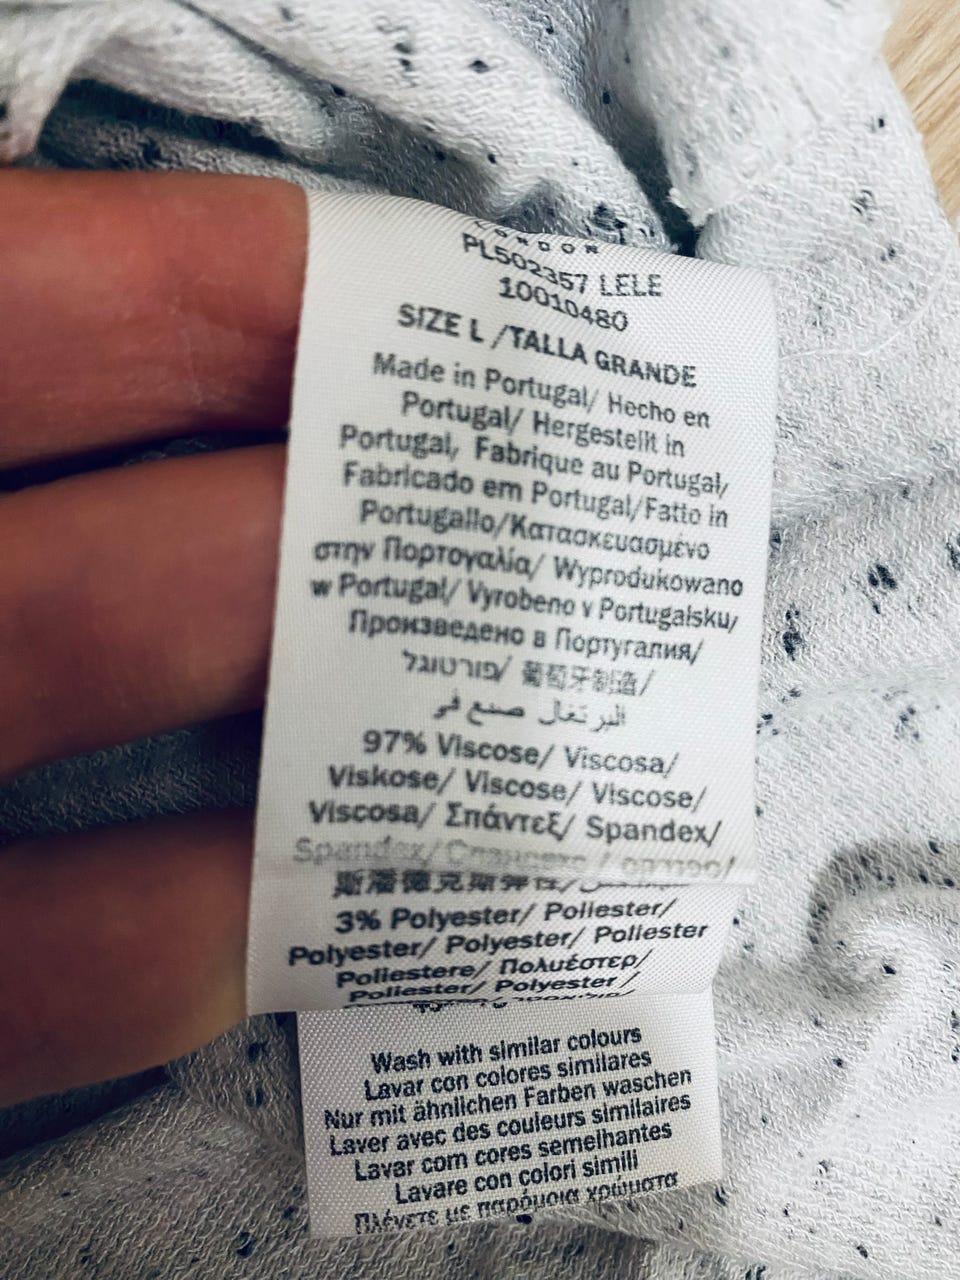 LONDON
PL502357 LELE
10010480
SIZE L /TALLA GRANDE
Made in Portugal/ Hecho en
Portugal/ Hergestellt in
Portugal, Fabrique au Portugal,
Fabricado em Portugal/Fatto in
Portugallo/Κατασκευασμένο
στην Πορτογαλία/ Wyprodukowano
w Portugal/ Vyrobeno v Portugalsku/
Произведено в Португалия/
פורטוגל/ 葡萄牙制造/
البرتغال صنع في
97% Viscose/ Viscosa/
Viskose/ Viscose/ Viscose/
Viscosa/ Σπάντεξ/ Spandex/
Spandex/
3% Polyester/ Poliester/
Polyester/ Polyester/ Poliester
Poliestere/ Πολυέστερ/
Poliester/ Polyester /
Wash with similar colours
Lavar con colores similares
Nur mit ähnlichen Farben waschen
Laver avec des couleurs similaires
Lavar com cores semelhantes
Lavare con colori simili
Πλένετε με παρόμοια χρώματα